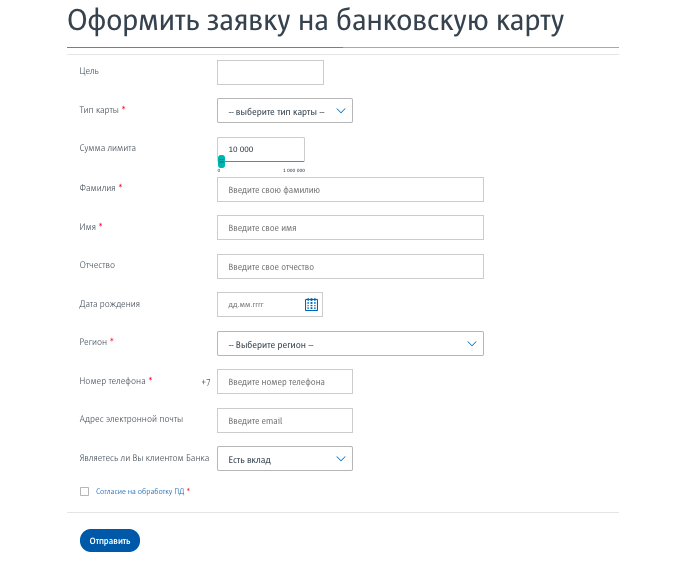 Оформить заявку на банковскую карту
Цель
Тип карты * -- выберите тип карты --
Сумма лимита 10 000
0 1 000 000
Фамилия * Введите свою фамилию
Имя * Введите свое имя
Отчество Введите свое отчество
Дата рождения дд.мм.гггг
Регион * -- Выберите регион --
Номер телефона * +7 Введите номер телефона
Адрес электронной почты Введите email
Являетесь ли Вы клиентом Банка Есть вклад
Согласие на обработку ПД *
Отправить